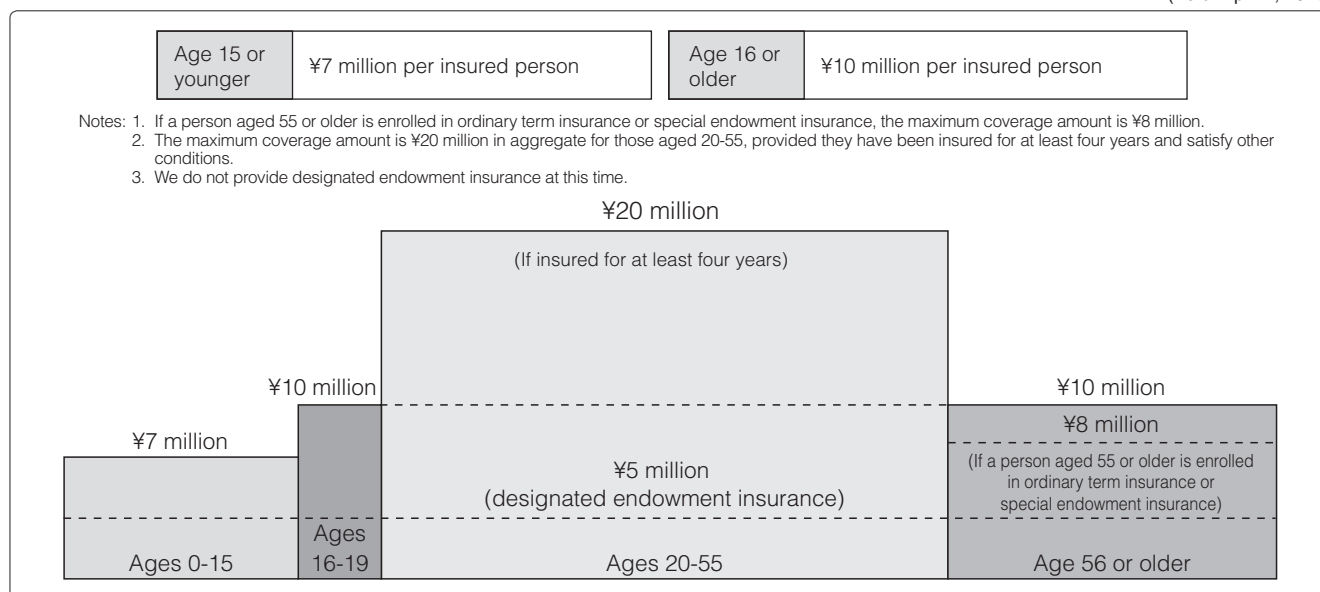 Age 15 or
younger
¥7 million per insured person
Age 16 or
older
¥10 million per insured person
Notes: 1. If a person aged 55 or older is enrolled in ordinary term insurance or special endowment insurance, the maximum coverage amount is ¥8 million.
2. The maximum coverage amount is ¥20 million in aggregate for those aged 20-55, provided they have been insured for at least four years and satisfy other
conditions.
3. We do not provide designated endowment insurance at this time.
¥20 million
(If insured for at least four years)
¥10 million
¥10 million
¥7 million
¥8 million
¥5 million
(designated endowment insurance)
(If a person aged 55 or older is enrolled
in ordinary term insurance or
special endowment insurance)
Ages 0-15
Ages
16-19
Ages 20-55
Age 56 or older